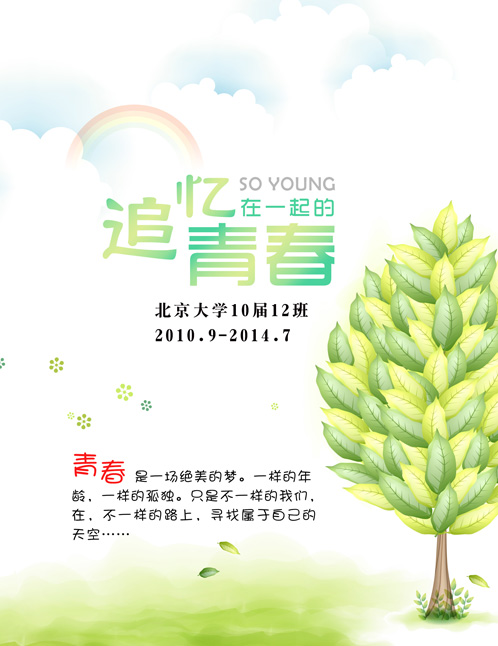 SO YOUNG
追忆在一起的
青春
北京大学10届12班
2010.9-2014.7
青春 是一场绝美的梦。一样的年
龄，一样的孤独。只是不一样的我们，
在，不一样的路上，寻找属于自己的
天空……